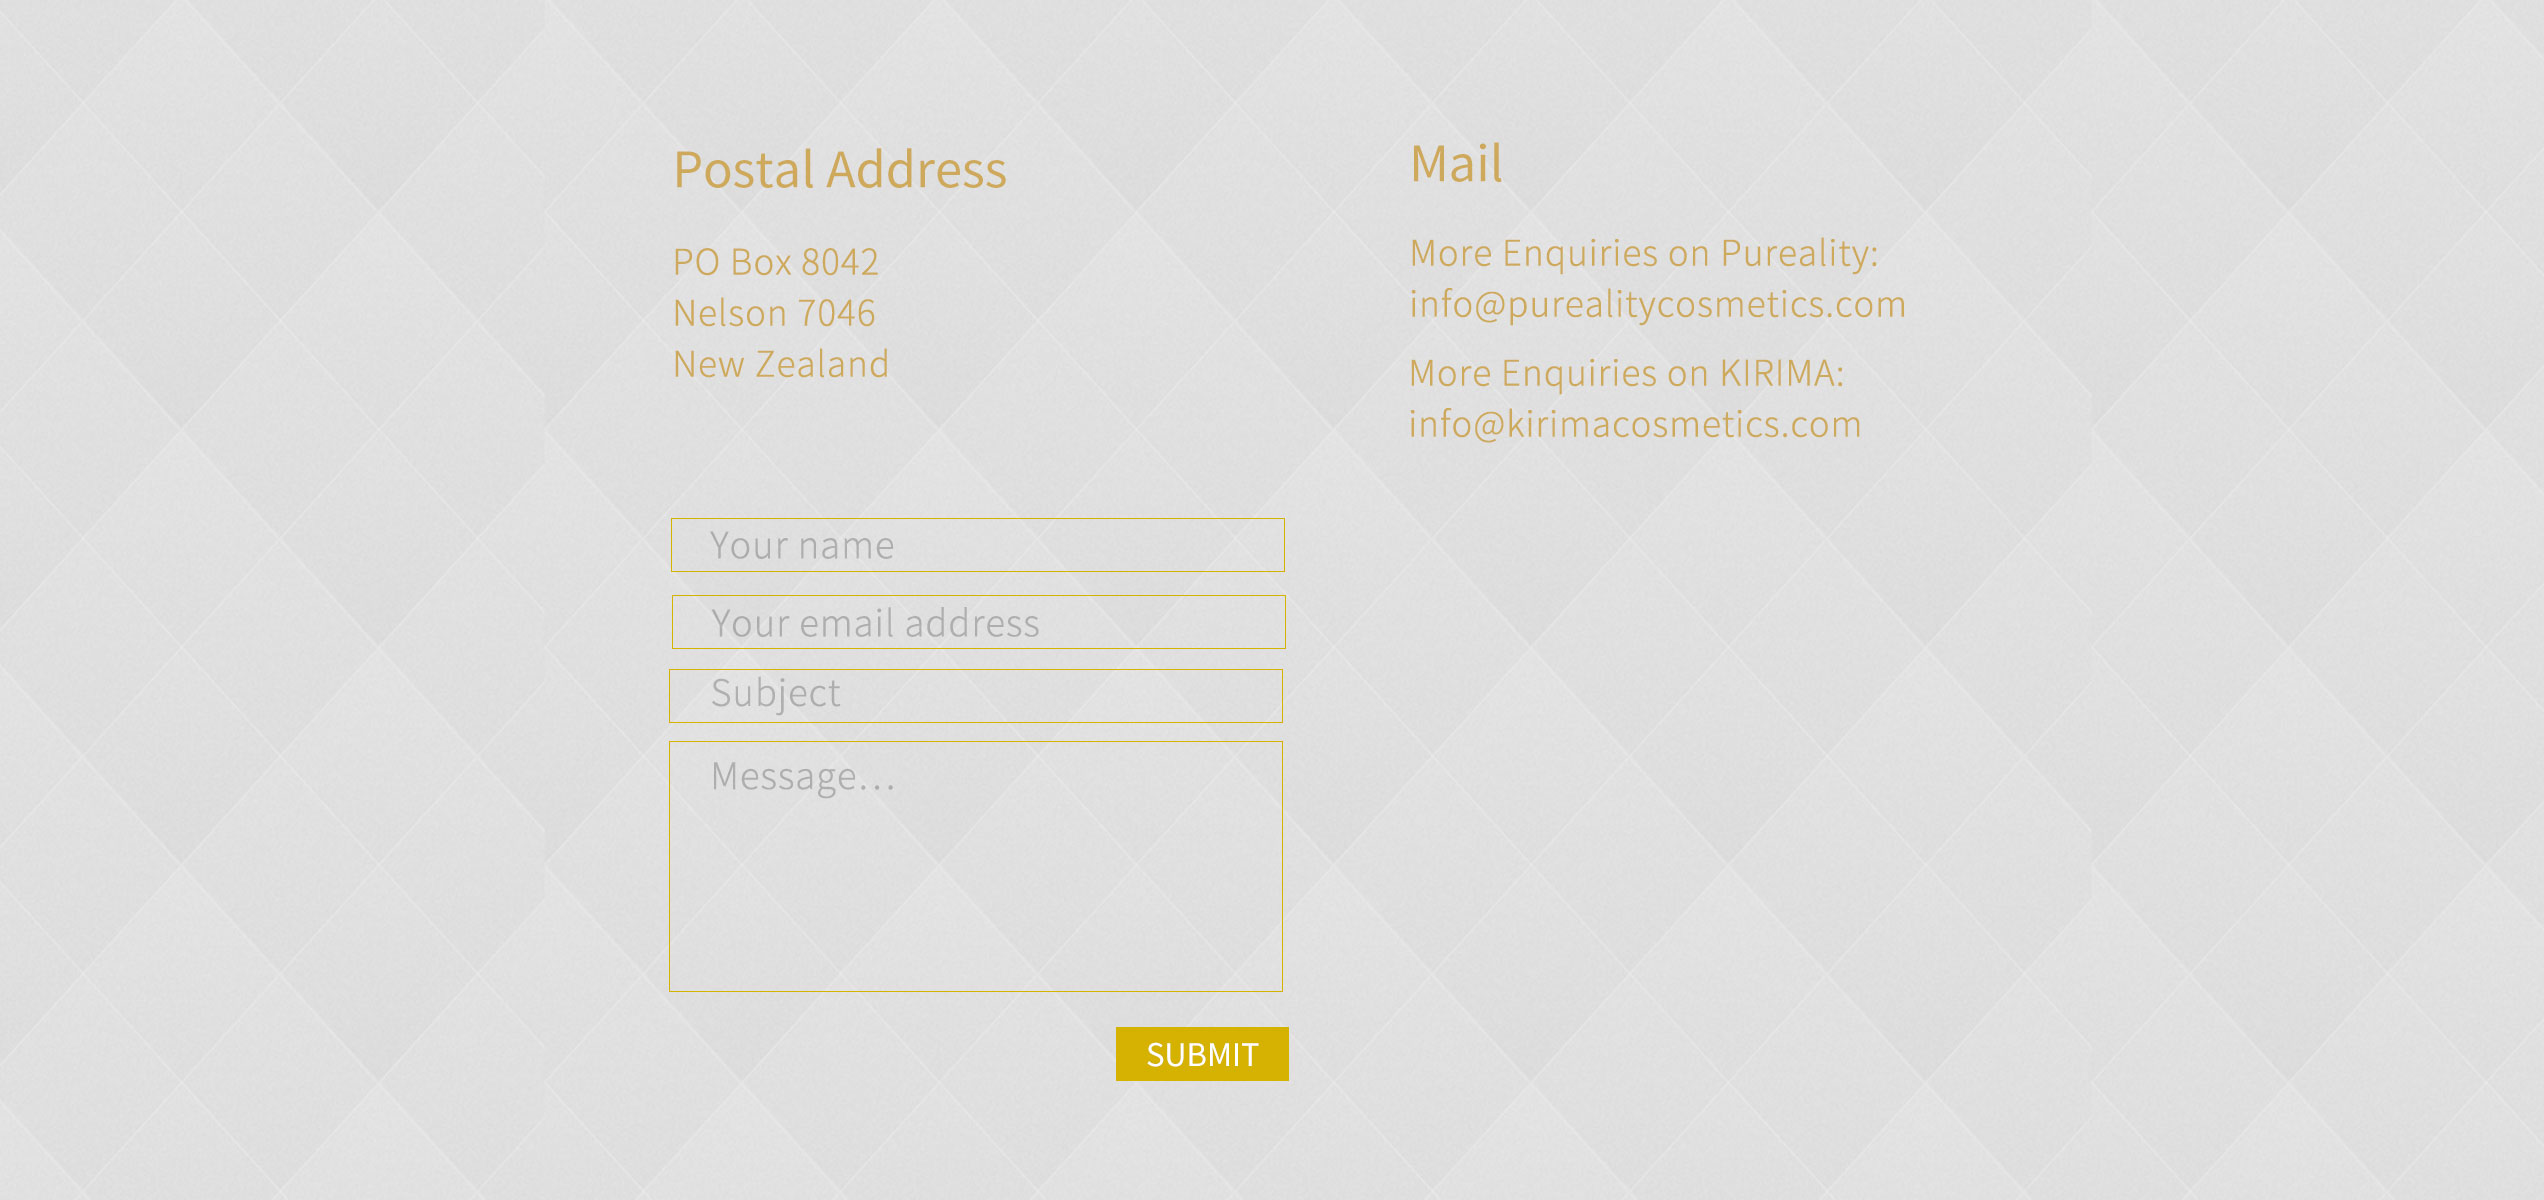 Postal Address
PO Box 8042
Nelson 7046
New Zealand
Mail
More Enquiries on Pureality:
info@purealitycosmetics.com
More Enquiries on KIRIMA:
info@kirimacosmetics.com
Your name
Your email address
Subject
Message...
SUBMIT